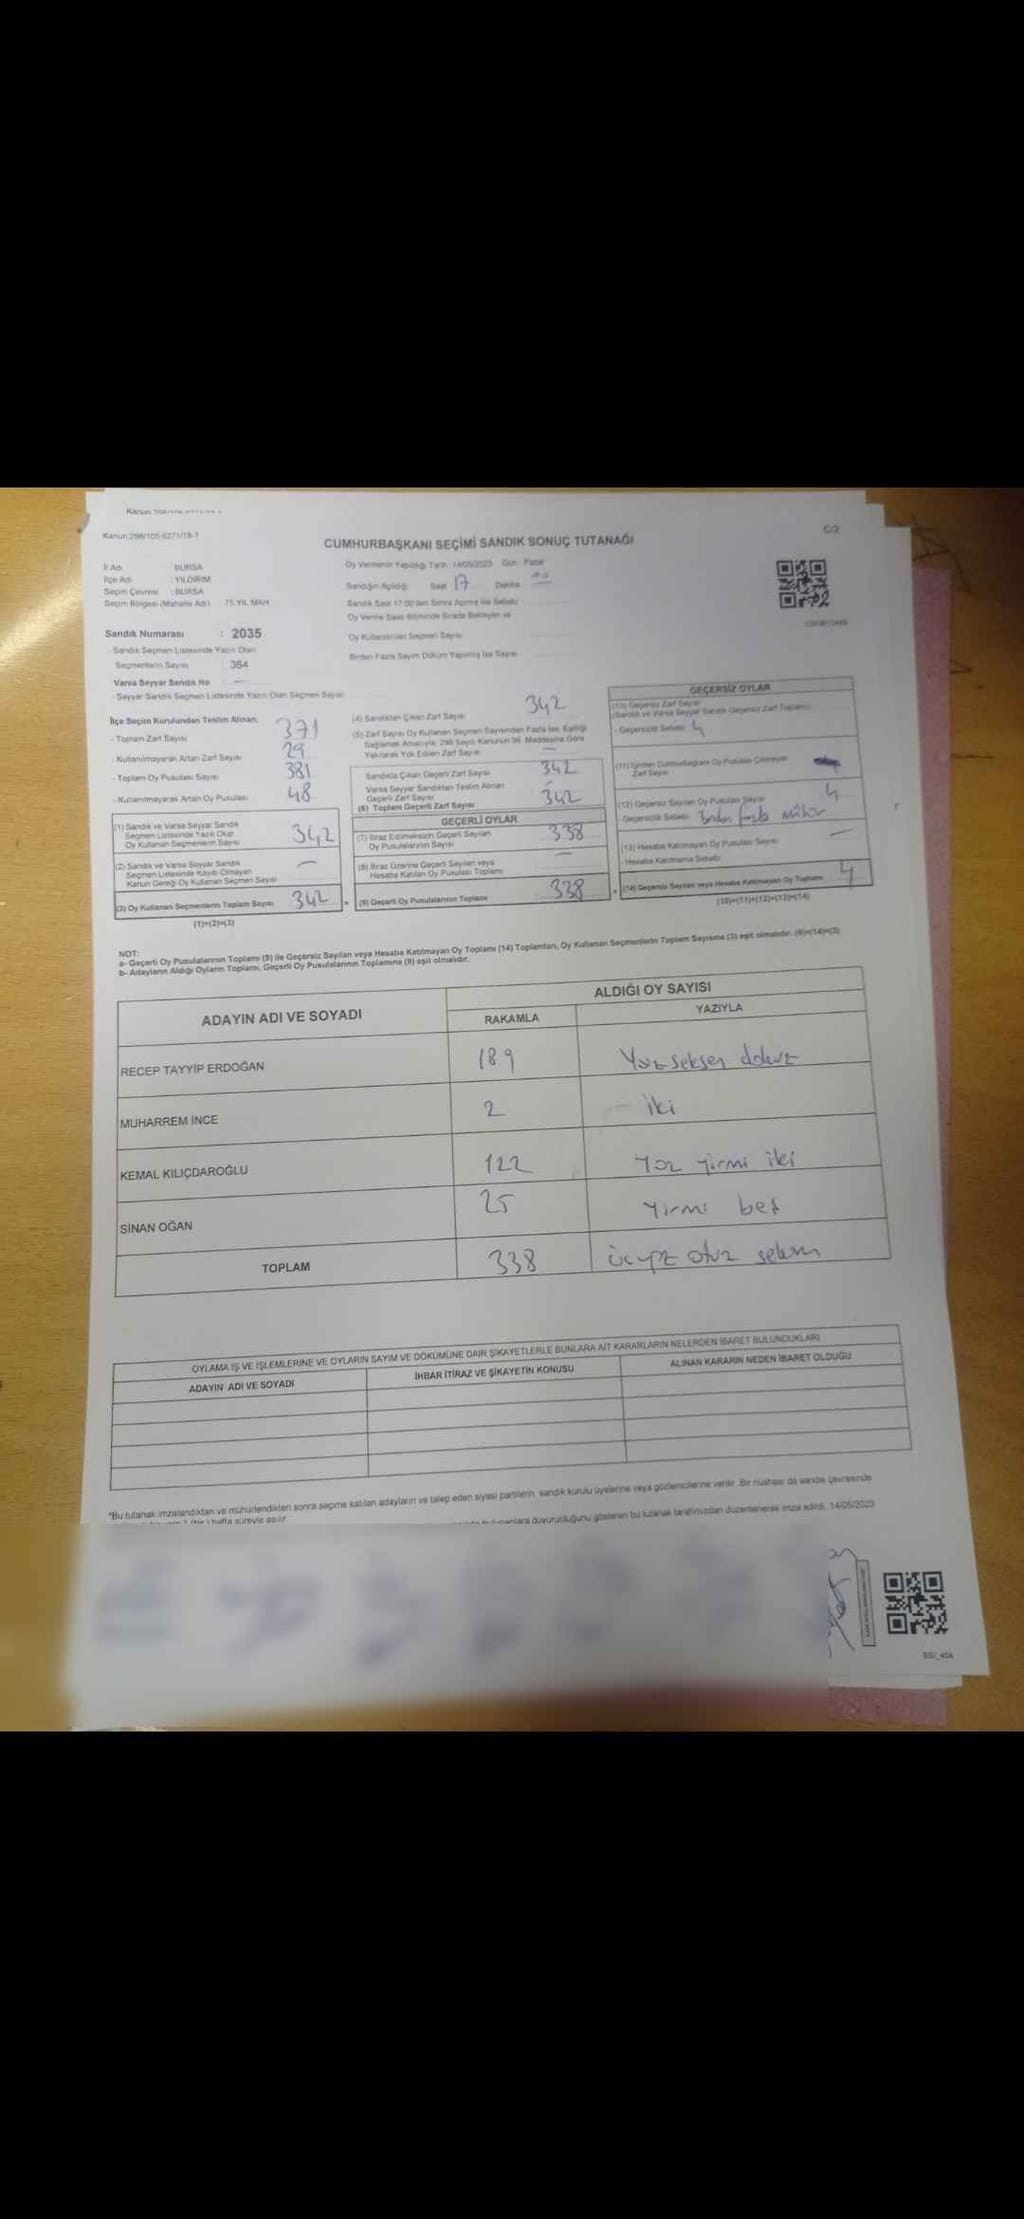 Kanun:298/105-6271/18-1
C/2
CUMHURBAŞKANI SEÇİMİ SANDIK SONUÇ TUTANAĞI
İl Adı : BURSA
İlçe Adı : YILDIRIM
Seçim Çevresi : BURSA
Seçim Bölgesi (Mahalle Adı) : 75.YIL MAH.
Oy Vermenin Yapıldığı Tarih: 14/05/2023 Gün: Pazar
Sandığın Açıldığı Saat 17 Dakika
Sandık Saat 17:00'den Sonra Açılmış İse Sebebi
Oy Verme Saati Bitiminde Sırada Bekleyen ve
Oy Kullandırılan Seçmen Sayısı
Birden Fazla Sayım Döküm Yapılmış İse Sayısı
Sandık Numarası : 2035
- Sandık Seçmen Listesinde Yazılı Olan
Seçmenlerin Sayısı : 364
Varsa Seyyar Sandık No : —
- Seyyar Sandık Seçmen Listesinde Yazılı Olan Seçmen Sayısı
İlçe Seçim Kurulundan Teslim Alınan;
- Toplam Zarf Sayısı 371
- Kullanılmayarak Artan Zarf Sayısı 29
- Toplam Oy Pusulası Sayısı 381
- Kullanılmayarak Artan Oy Pusulası 48
(1) Sandık ve Varsa Seyyar Sandık
Seçmen Listesinde Yazılı Olup
Oy Kullanan Seçmenlerin Sayısı 342
(2) Sandık ve Varsa Seyyar Sandık
Seçmen Listesinde Kayıtlı Olmayan
Kanun Gereği Oy Kullanan Seçmen Sayısı —
(3) Oy Kullanan Seçmenlerin Toplam Sayısı 342
(1)+(2)=(3)
(4) Sandıktan Çıkan Zarf Sayısı 342
(5) Zarf Sayısı Oy Kullanan Seçmen Sayısından Fazla İse, Eşitliği
Sağlamak Amacıyla, 298 Sayılı Kanunun 98. Maddesine Göre
Yakılarak Yok Edilen Zarf Sayısı —
Sandıkta Çıkan Geçerli Zarf Sayısı 342
Varsa Seyyar Sandıktan Teslim Alınan
Geçerli Zarf Sayısı —
(6) Toplam Geçerli Zarf Sayısı 342
GEÇERLİ OYLAR
(7) İtiraz Edilmeksizin Geçerli Sayılan
Oy Pusulalarının Sayısı 338
(8) İtiraz Üzerine Geçerli Sayılan veya
Hesaba Katılan Oy Pusulası Toplamı —
(9) Geçerli Oy Pusulalarının Toplamı 338
GEÇERSİZ OYLAR
(10) Geçersiz Zarf Sayısı
(Sandık ve Varsa Seyyar Sandık Geçersiz Zarf Toplamı)
- Geçersizlik Sebebi 4
(11) İçinden Cumhurbaşkanı Oy Pusulası Çıkmayan
Zarf Sayısı
(12) Geçersiz Sayılan Oy Pusulası Sayısı 4
- Geçersizlik Sebebi Birden fazla mühür
(13) Hesaba Katılmayan Oy Pusulası Sayısı —
- Hesaba Katılmama Sebebi
(14) Geçersiz Sayılan veya Hesaba Katılmayan Oy Toplamı 4
(10)+(11)+(12)+(13)=(14)
NOT:
a- Geçerli Oy Pusulalarının Toplamı (9) ile Geçersiz Sayılan veya Hesaba Katılmayan Oy Toplamı (14) Toplamları, Oy Kullanan Seçmenlerin Toplam Sayısına (3) eşit olmalıdır. (9)+(14)=(3)
b- Adayların Aldığı Oyların Toplamı, Geçerli Oy Pusulalarının Toplamına (9) eşit olmalıdır.
ADAYIN ADI VE SOYADI
ALDIĞI OY SAYISI
RAKAMLA YAZIYLA
RECEP TAYYİP ERDOĞAN 189 Yüz seksen dokuz
MUHARREM İNCE 2 iki
KEMAL KILIÇDAROĞLU 122 Yüz yirmi iki
SİNAN OĞAN 25 Yirmi beş
TOPLAM 338 üçyüz otuz sekiz
OYLAMA İŞ VE İŞLEMLERİNE VE OYLARIN SAYIM VE DÖKÜMÜNE DAİR ŞİKAYETLERLE BUNLARA AİT KARARLARIN NELERDEN İBARET BULUNDUKLARI
ADAYIN ADI VE SOYADI İHBAR İTİRAZ VE ŞİKAYETİN KONUSU ALINAN KARARIN NEDEN İBARET OLDUĞU
*Bu tutanak imzalandıktan ve mühürlendikten sonra seçime katılan adayların ve talep eden siyasi partilerin, sandık kurulu üyelerine veya gözlemcilerine verilir. Bir nüshası da sandık çevresinde
duyurulduğunu gösteren bu tutanak tarafımızdan düzenlenerek imza edildi. 14/05/2023